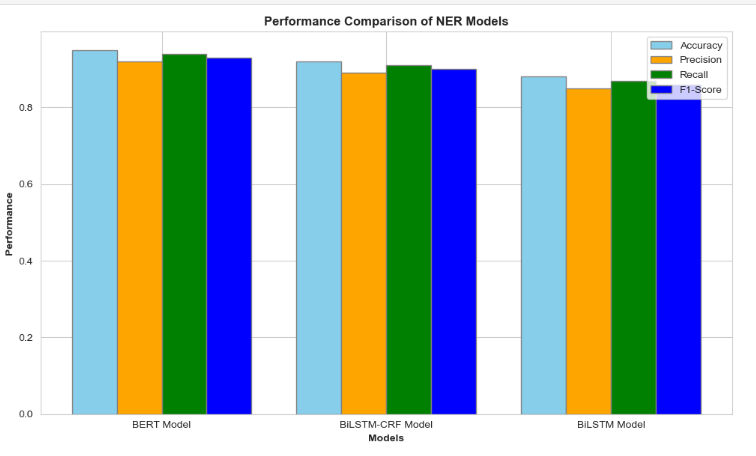 Performance Comparison of NER Models
Accuracy
Precision
Recall
F1-Score
0.8
0.6
0.4
0.2
0.0
Performance
BERT Model
BiLSTM-CRF Model
BiLSTM Model
Models